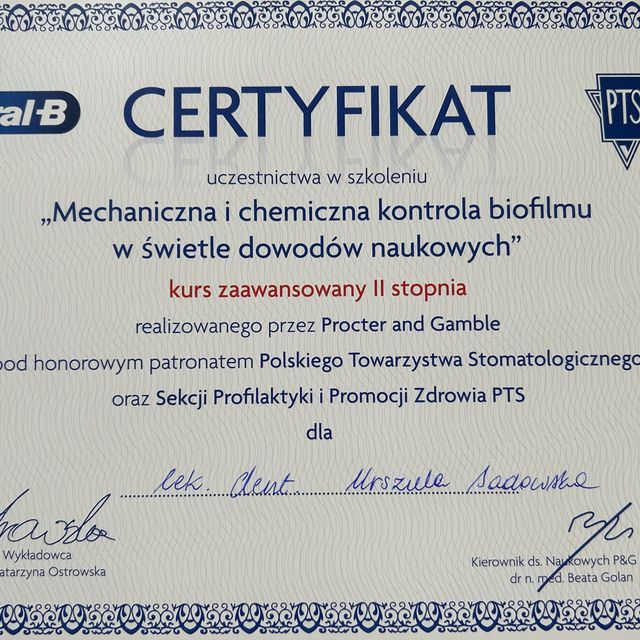 ral-B
CERTYFIKAT
PTS
uczestnictwa w szkoleniu
„Mechaniczna i chemiczna kontrola biofilmu
w świetle dowodów naukowych”
kurs zaawansowany II stopnia
realizowanego przez Procter and Gamble
pod honorowym patronatem Polskiego Towarzystwa Stomatologicznego
oraz Sekcji Profilaktyki i Promocji Zdrowia PTS
dla
lek. dent. Urszula Sadowska
Wykładowca
atarzyna Ostrowska
Kierownik ds. Naukowych P&G
dr n. med. Beata Golan